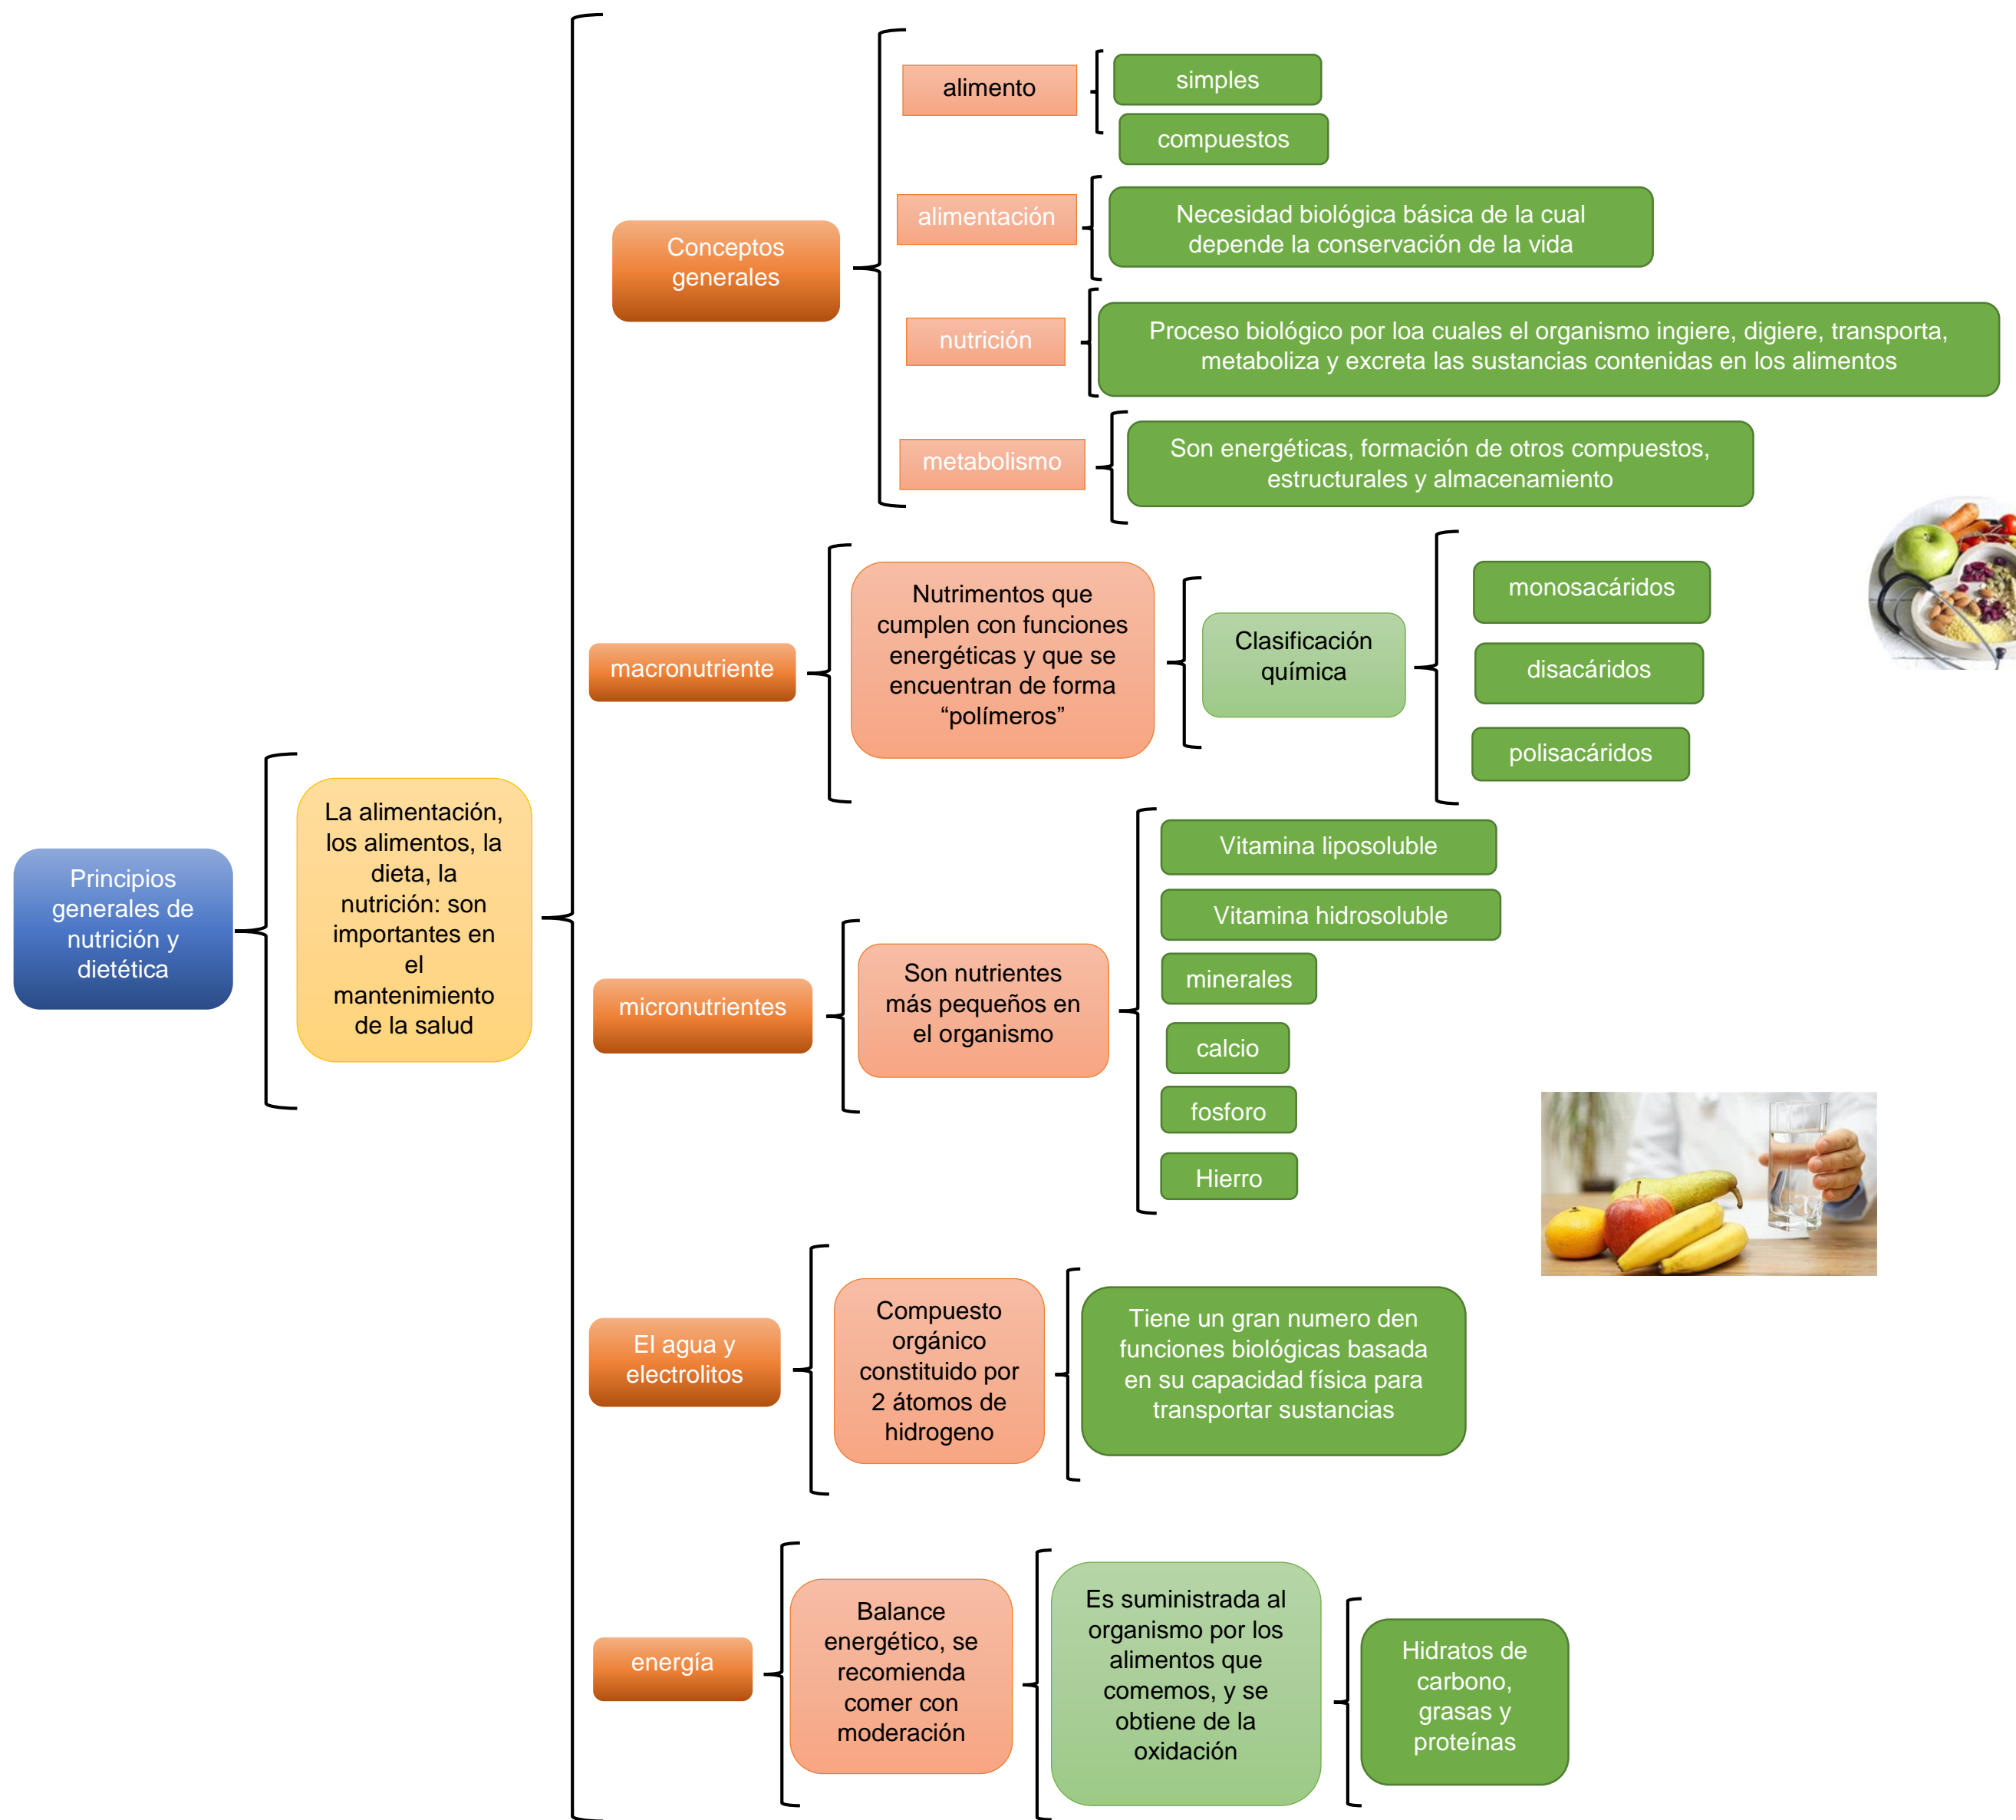 Principios
generales de
nutrición y
dietética
La alimentación,
los alimentos, la
dieta, la
nutrición: son
importantes en
el
mantenimiento
de la salud
Conceptos
generales
alimento
simples
compuestos
alimentación
Necesidad biológica básica de la cual
depende la conservación de la vida
nutrición
Proceso biológico por loa cuales el organismo ingiere, digiere, transporta,
metaboliza y excreta las sustancias contenidas en los alimentos
metabolismo
Son energéticas, formación de otros compuestos,
estructurales y almacenamiento
macronutriente
Nutrimentos que
cumplen con funciones
energéticas y que se
encuentran de forma
“polímeros”
Clasificación
química
monosacáridos
disacáridos
polisacáridos
micronutrientes
Son nutrientes
más pequeños en
el organismo
Vitamina liposoluble
Vitamina hidrosoluble
minerales
calcio
fosforo
Hierro
El agua y
electrolitos
Compuesto
orgánico
constituido por
2 átomos de
hidrogeno
Tiene un gran numero den
funciones biológicas basada
en su capacidad física para
transportar sustancias
energía
Balance
energético, se
recomienda
comer con
moderación
Es suministrada al
organismo por los
alimentos que
comemos, y se
obtiene de la
oxidación
Hidratos de
carbono,
grasas y
proteínas